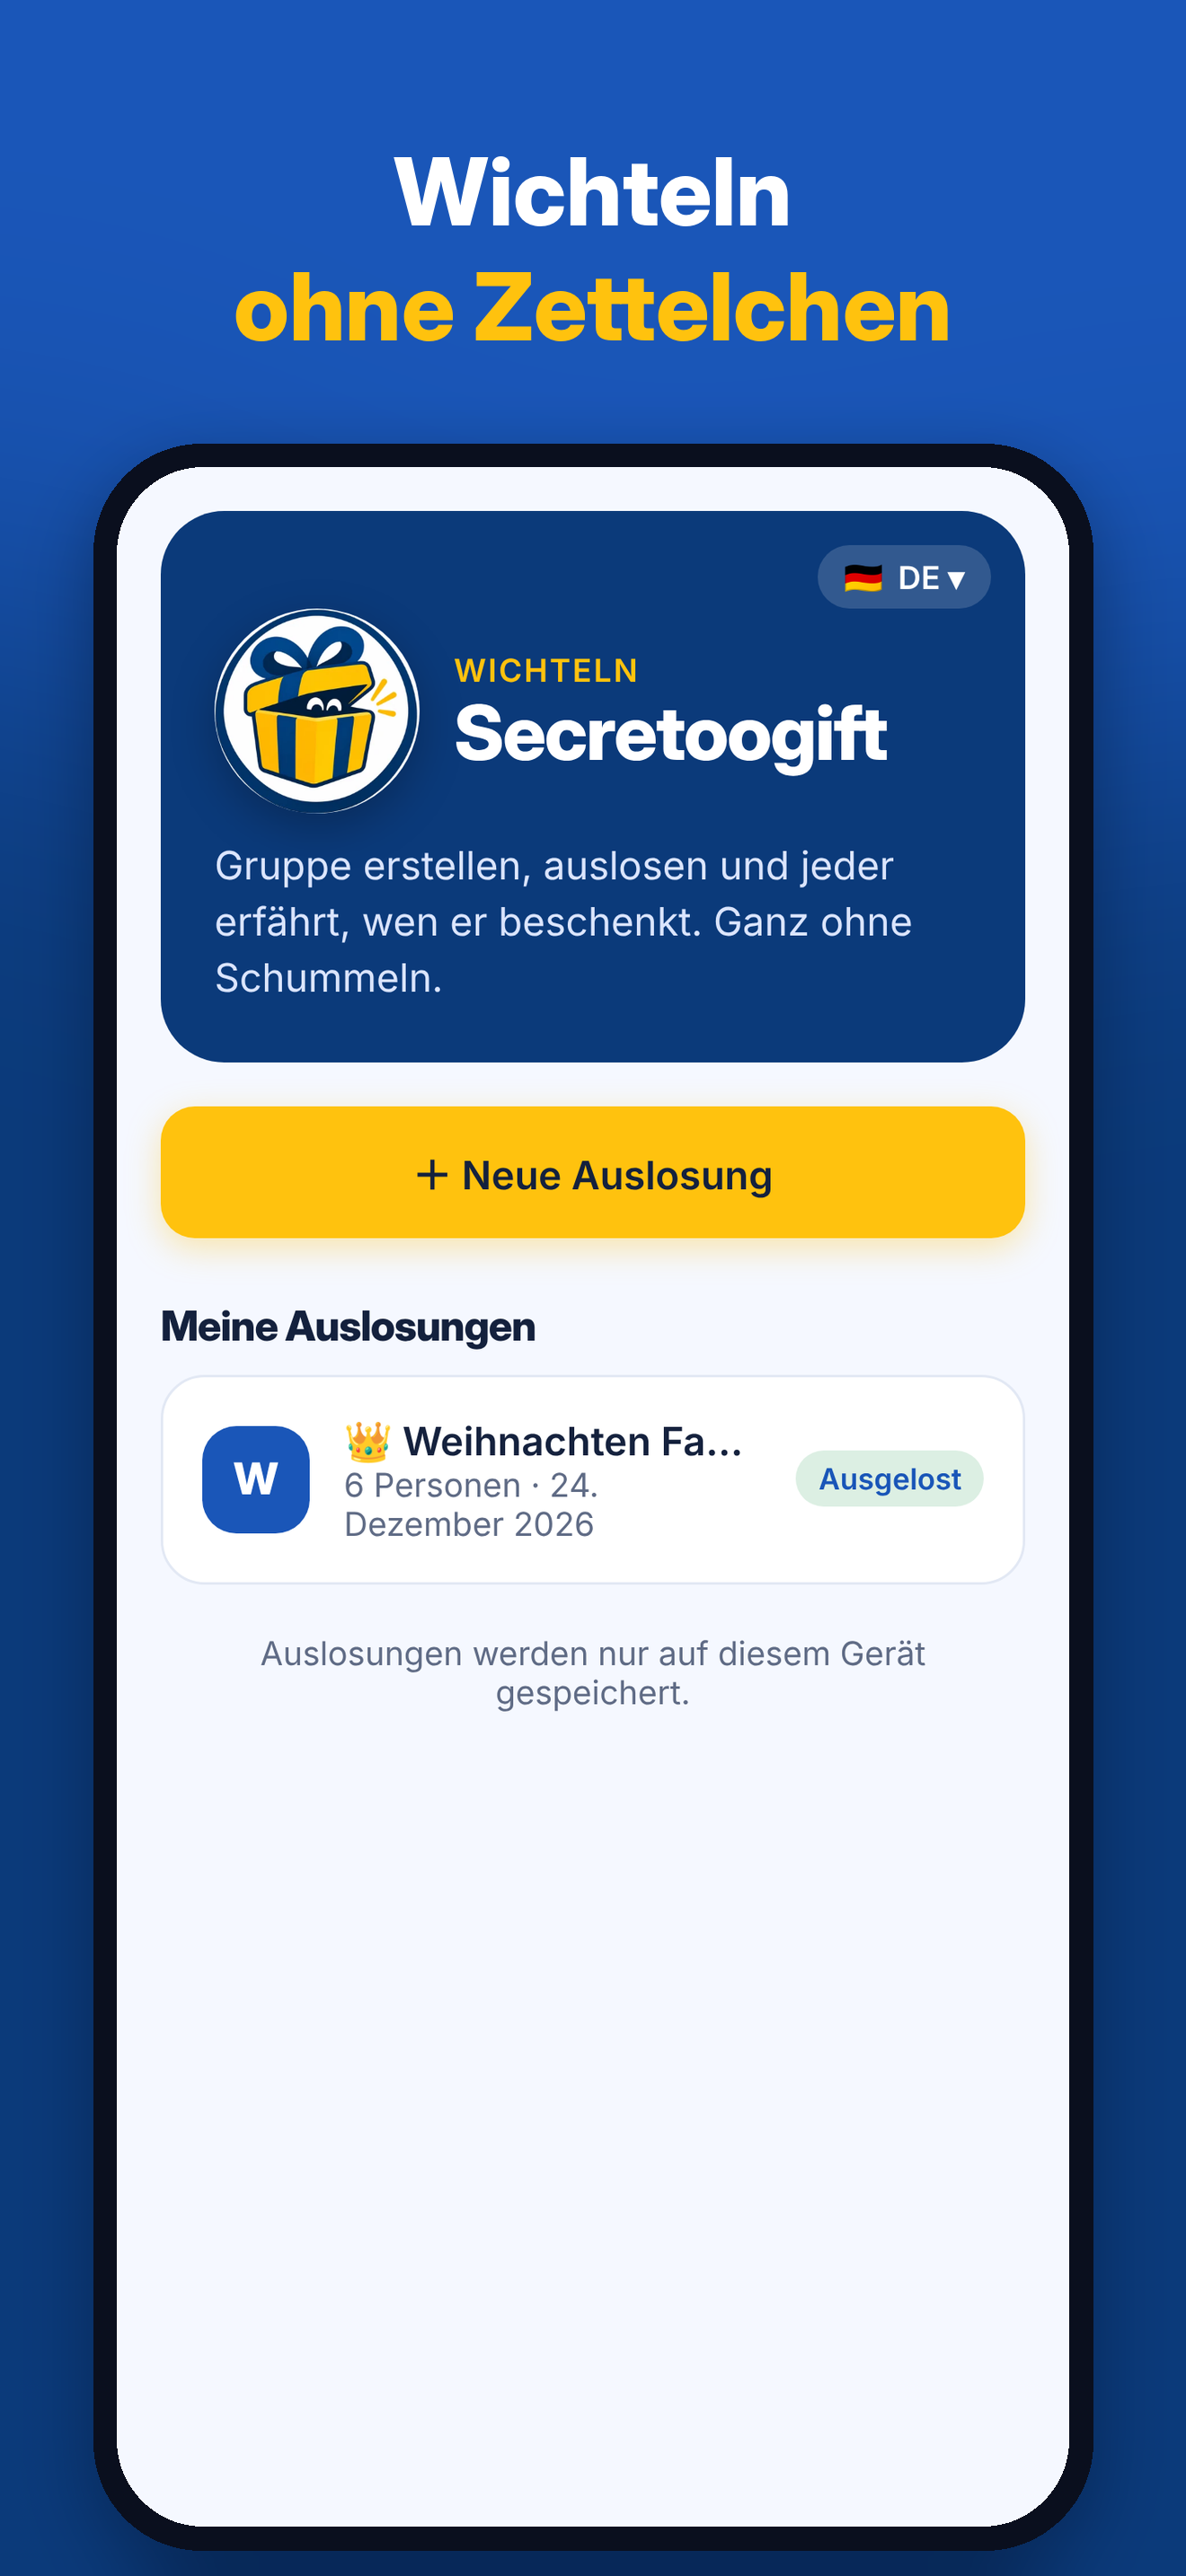 Wichteln
ohne Zettelchen
🇩🇪 DE ▾
WICHTELN
Secretoogift
Gruppe erstellen, auslosen und jeder
erfährt, wen er beschenkt. Ganz ohne
Schummeln.
+ Neue Auslosung
Meine Auslosungen
W
👑 Weihnachten Fa...
6 Personen · 24.
Dezember 2026
Ausgelost
Auslosungen werden nur auf diesem Gerät
gespeichert.